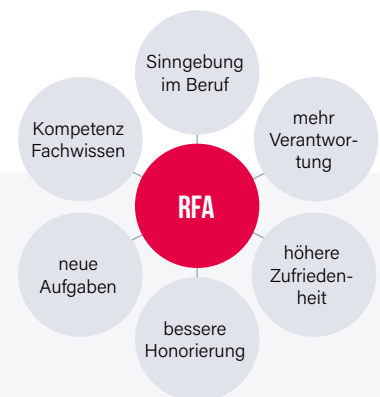 Sinngebung
im Beruf
mehr
Verantwor-
tung
höhere
Zufrieden-
heit
bessere
Honorierung
neue
Aufgaben
Kompetenz
Fachwissen
RFA